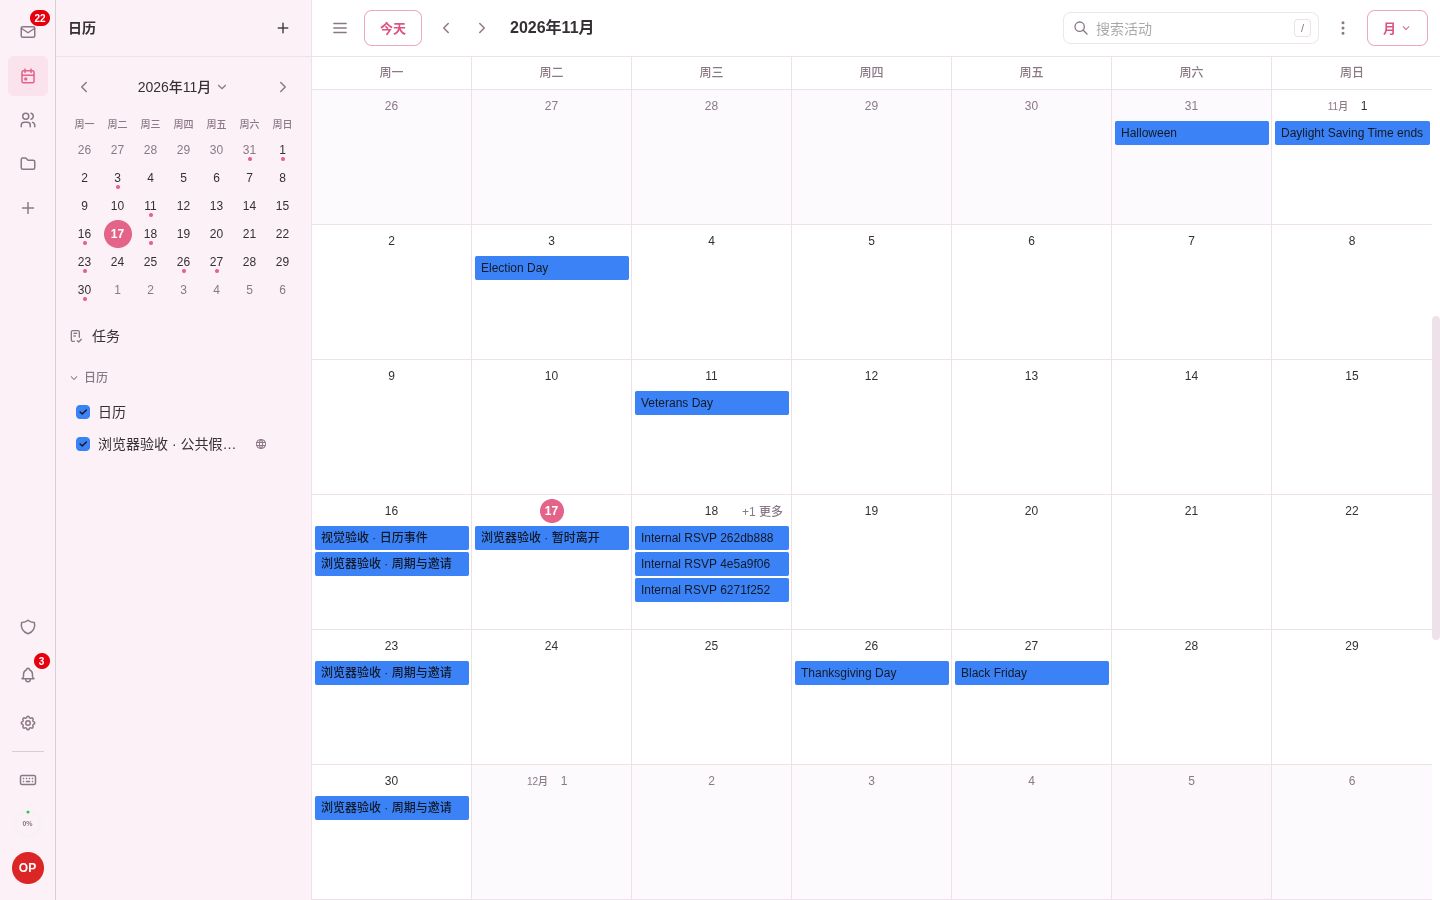 22
3
0%
OP
日历
2026年11月
周一 周二 周三 周四 周五 周六 周日
26 27 28 29 30 31 1
2 3 4 5 6 7 8
9 10 11 12 13 14 15
16 17 18 19 20 21 22
23 24 25 26 27 28 29
30 1 2 3 4 5 6
任务
日历
日历
浏览器验收 · 公共假…
今天 2026年11月 搜索活动 / 月
周一 周二 周三 周四 周五 周六 周日
26 27 28 29 30 31 11月 1
Halloween Daylight Saving Time ends
2 3 4 5 6 7 8
Election Day
9 10 11 12 13 14 15
Veterans Day
16 17 18 +1 更多 19 20 21 22
视觉验收 · 日历事件 浏览器验收 · 暂时离开 Internal RSVP 262db888
浏览器验收 · 周期与邀请 Internal RSVP 4e5a9f06
Internal RSVP 6271f252
23 24 25 26 27 28 29
浏览器验收 · 周期与邀请 Thanksgiving Day Black Friday
30 12月 1 2 3 4 5 6
浏览器验收 · 周期与邀请